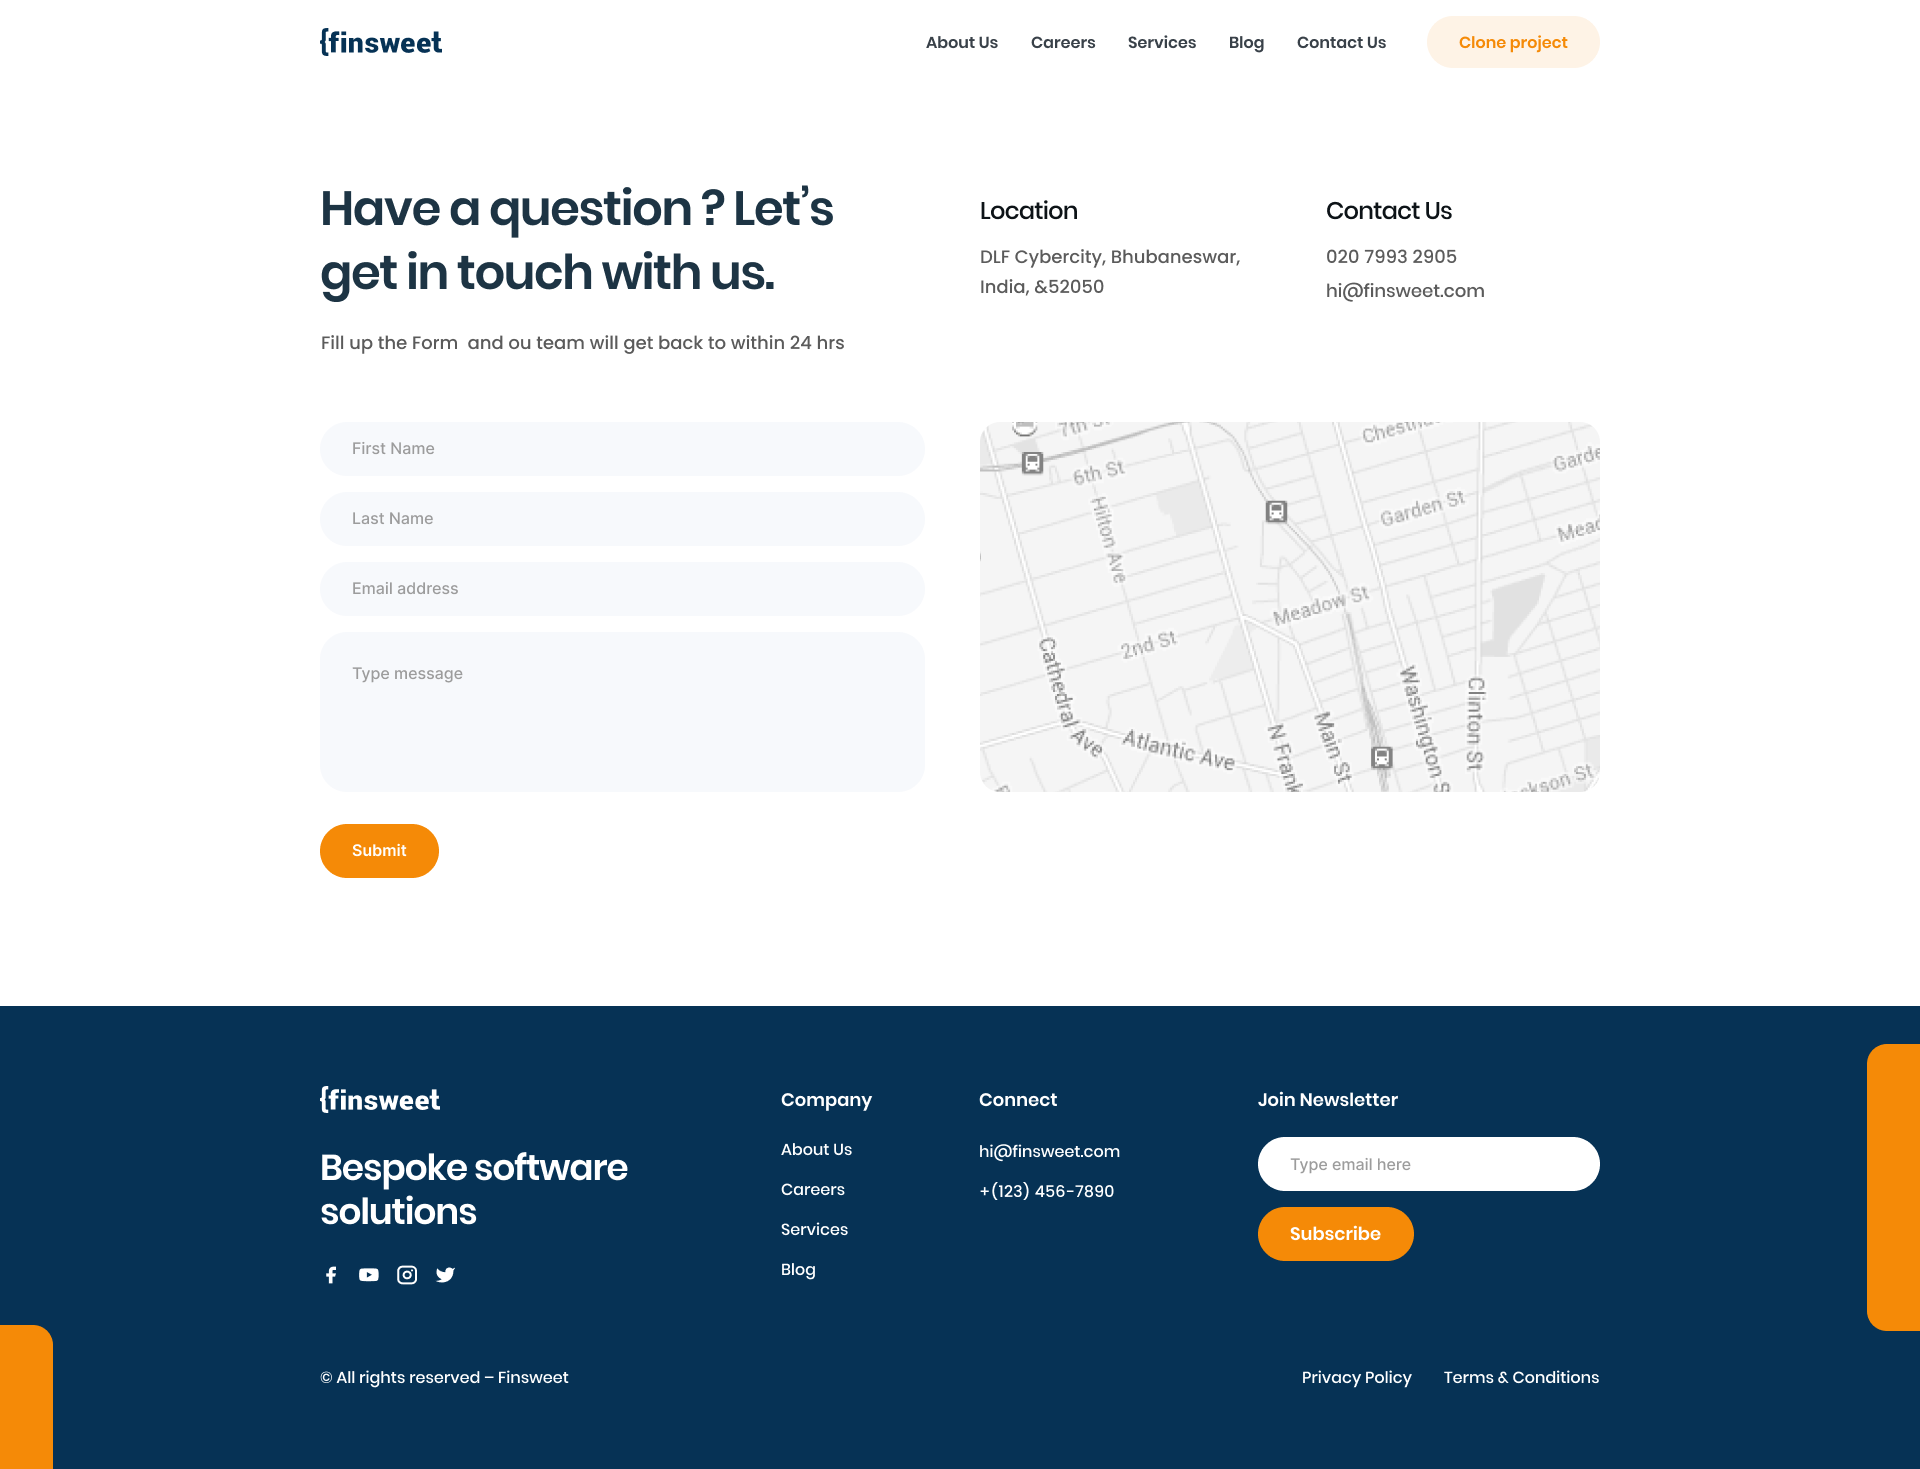 {finsweet
About Us Careers Services Blog Contact Us Clone project
Have a question ? Let’s
get in touch with us.
Fill up the Form  and ou team will get back to within 24 hrs
Location
DLF Cybercity, Bhubaneswar,
India, &52050
Contact Us
020 7993 2905
hi@finsweet.com
First Name
Last Name
Email address
Type message
Submit
7th St
6th St
Hilton Ave
Garden St
Meadow St
2nd St
Cathedral Ave
Atlantic Ave
N Frank
Main St
Washington S
Clinton St
{finsweet
Bespoke software
solutions
Company
About Us
Careers
Services
Blog
Connect
hi@finsweet.com
+(123) 456-7890
Join Newsletter
Type email here
Subscribe
© All rights reserved – Finsweet
Privacy Policy Terms & Conditions